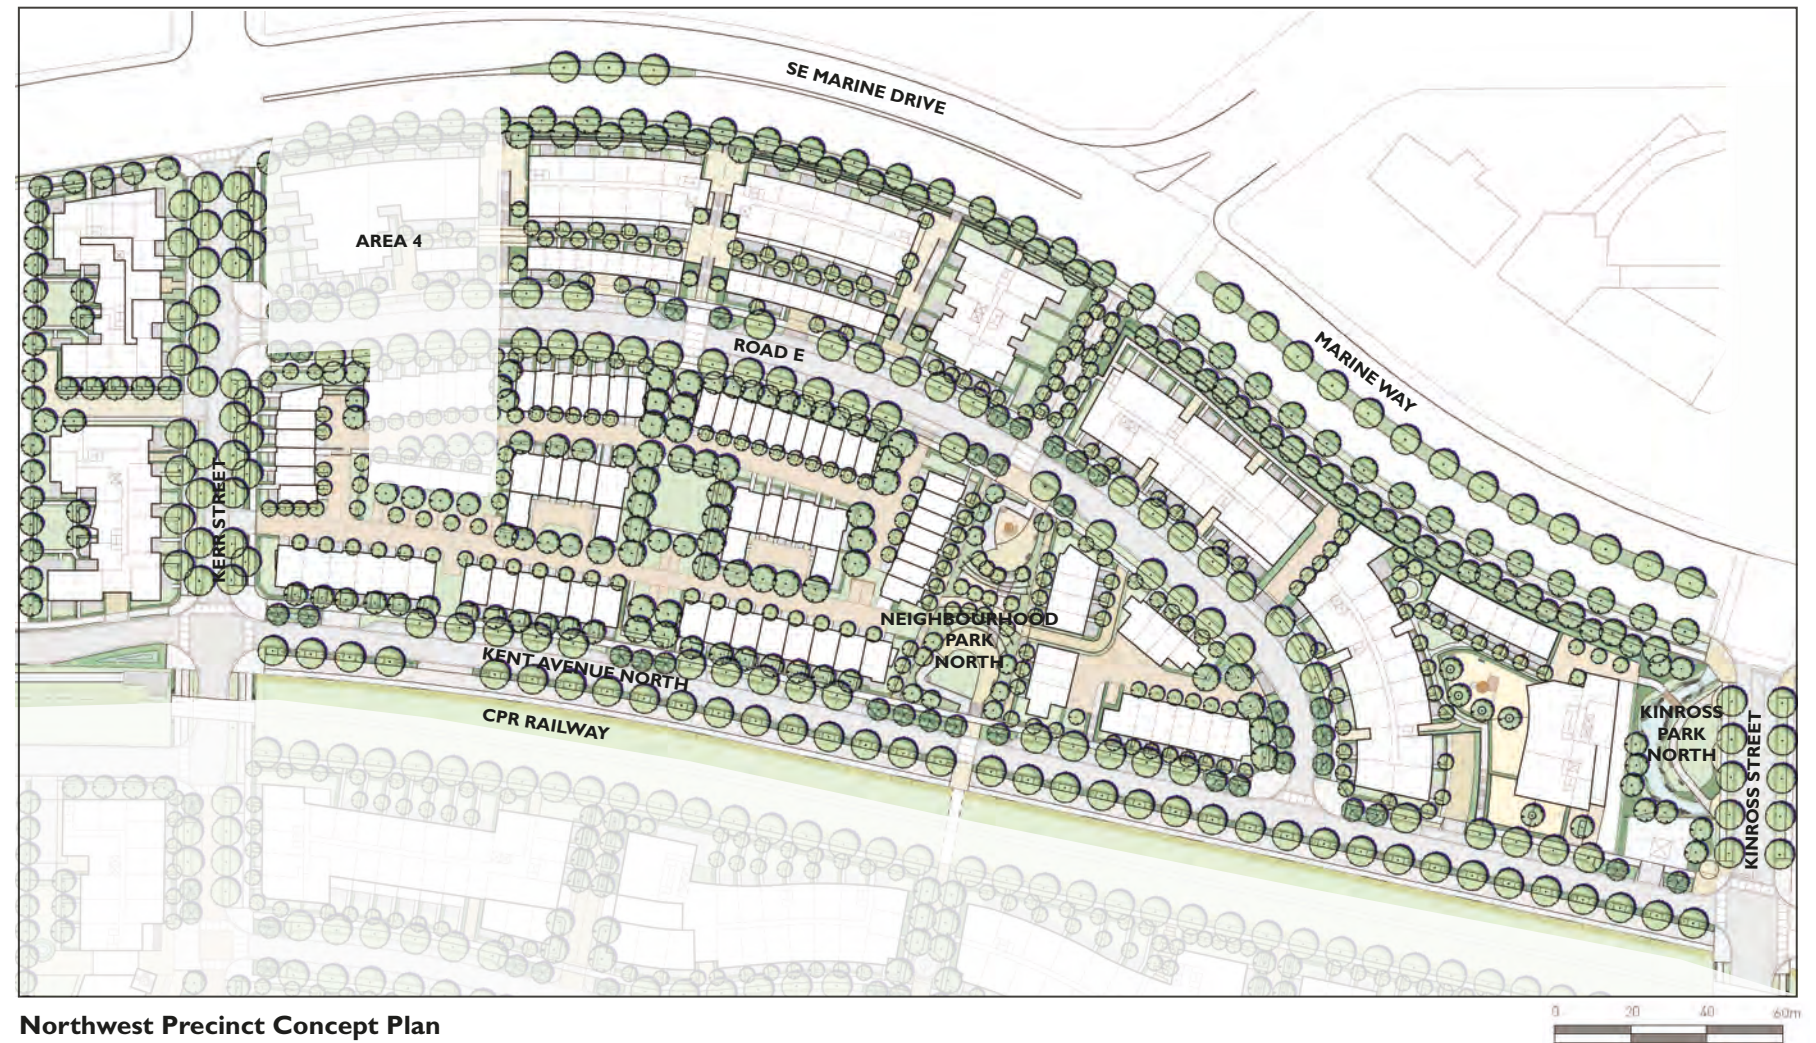 SE MARINE DRIVE
AREA 4
MARINE WAY
ROAD E
KERR STREET
NEIGHBOURHOOD
PARK
NORTH
KENT AVENUE NORTH
CPR RAILWAY
KINROSS
PARK
NORTH
KINROSS STREET
Northwest Precinct Concept Plan
0 20 40 60m